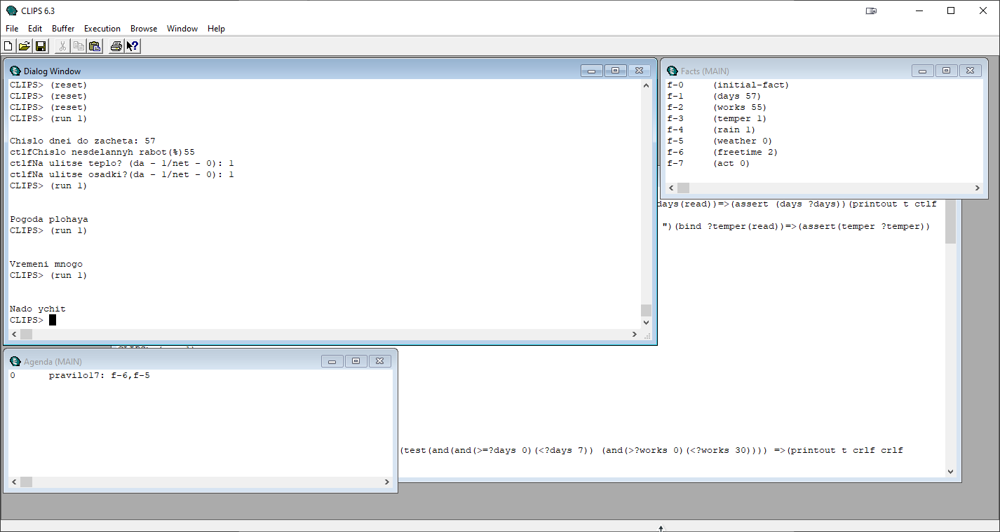 CLIPS 6.3
File Edit Buffer Execution Browse Window Help
Dialog Window
CLIPS> (reset)
CLIPS> (reset)
CLIPS> (reset)
CLIPS> (run 1)
Chislo dnei do zacheta: 57
ctlfChislo nesdelannyh rabot(%)55
ctlfNa ulitse teplo? (da - 1/net - 0): 1
ctlfNa ulitse osadki?(da - 1/net - 0): 1
CLIPS> (run 1)
Pogoda plohaya
CLIPS> (run 1)
Vremeni mnogo
CLIPS> (run 1)
Nado ychit
CLIPS>
Facts (MAIN)
f-0 (initial-fact)
f-1 (days 57)
f-2 (works 55)
f-3 (temper 1)
f-4 (rain 1)
f-5 (weather 0)
f-6 (freetime 2)
f-7 (act 0)
days(read))=>(assert (days ?days))(printout t ctlf
")(bind ?temper(read))=>(assert(temper ?temper))
Agenda (MAIN)
0 pravilo17: f-6,f-5
(test(and(and(>=?days 0)(<?days 7)) (and(>?works 0)(<?works 30)))) =>(printout t crlf crlf